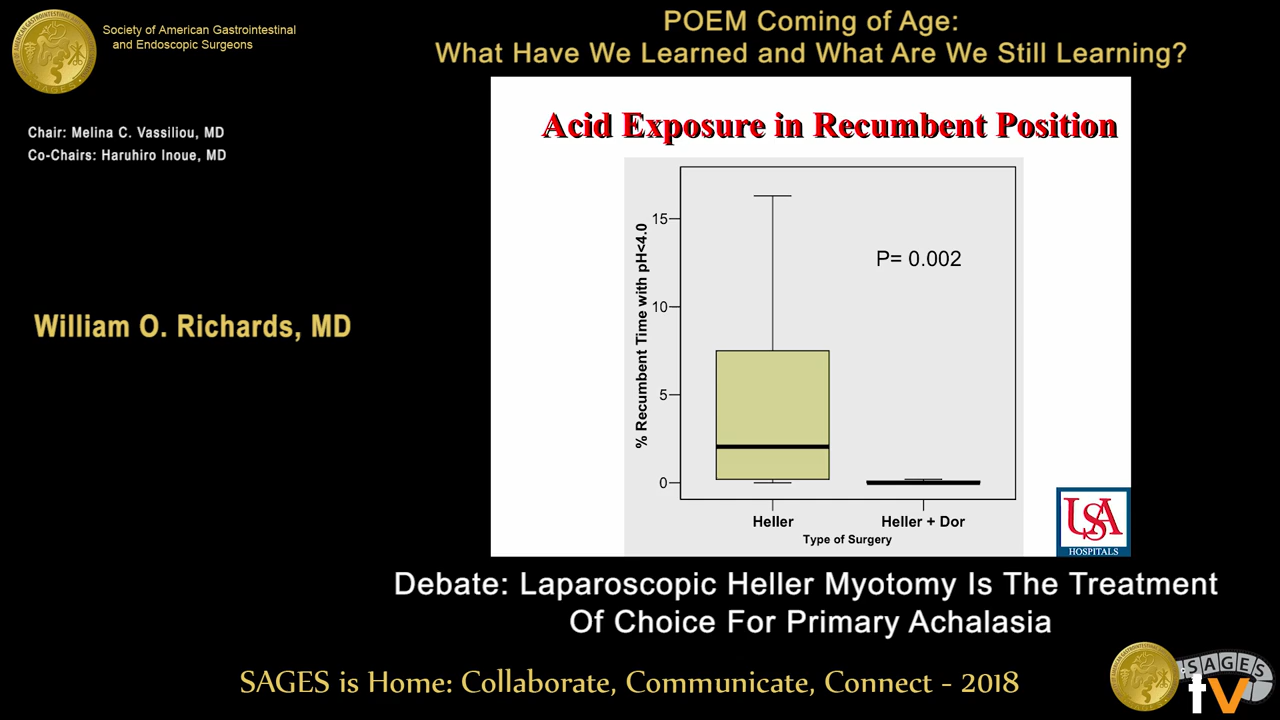 Society of American Gastrointestinal
and Endoscopic Surgeons
POEM Coming of Age:
What Have We Learned and What Are We Still Learning?
Chair: Melina C. Vassiliou, MD
Co-Chairs: Haruhiro Inoue, MD
William O. Richards, MD
Acid Exposure in Recumbent Position
% Recumbent Time with pH<4.0
15
10
5
0
P= 0.002
Heller
Heller + Dor
Type of Surgery
USA
HOSPITALS
Debate: Laparoscopic Heller Myotomy Is The Treatment
Of Choice For Primary Achalasia
SAGES is Home: Collaborate, Communicate, Connect - 2018
SAGES
tv